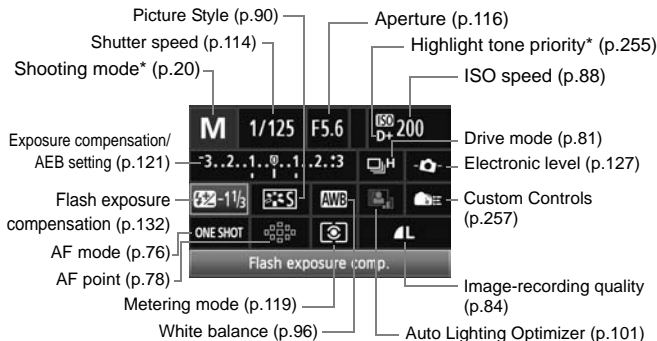 Picture Style (p.90)
Aperture (p.116)
Shutter speed (p.114)
Highlight tone priority* (p.255)
Shooting mode* (p.20)
ISO speed (p.88)
M 1/125 F5.6 ISO D+ 200
Exposure compensation/
AEB setting (p.121)
-3..2..1..0..1..2.:3
H
Drive mode (p.81)
Electronic level (p.127)
Flash exposure
compensation (p.132)
-1 1/3
S
AWB
Custom Controls
(p.257)
AF mode (p.76)
ONE SHOT
L
AF point (p.78)
Flash exposure comp.
Metering mode (p.119)
Image-recording quality
(p.84)
White balance (p.96)
Auto Lighting Optimizer (p.101)